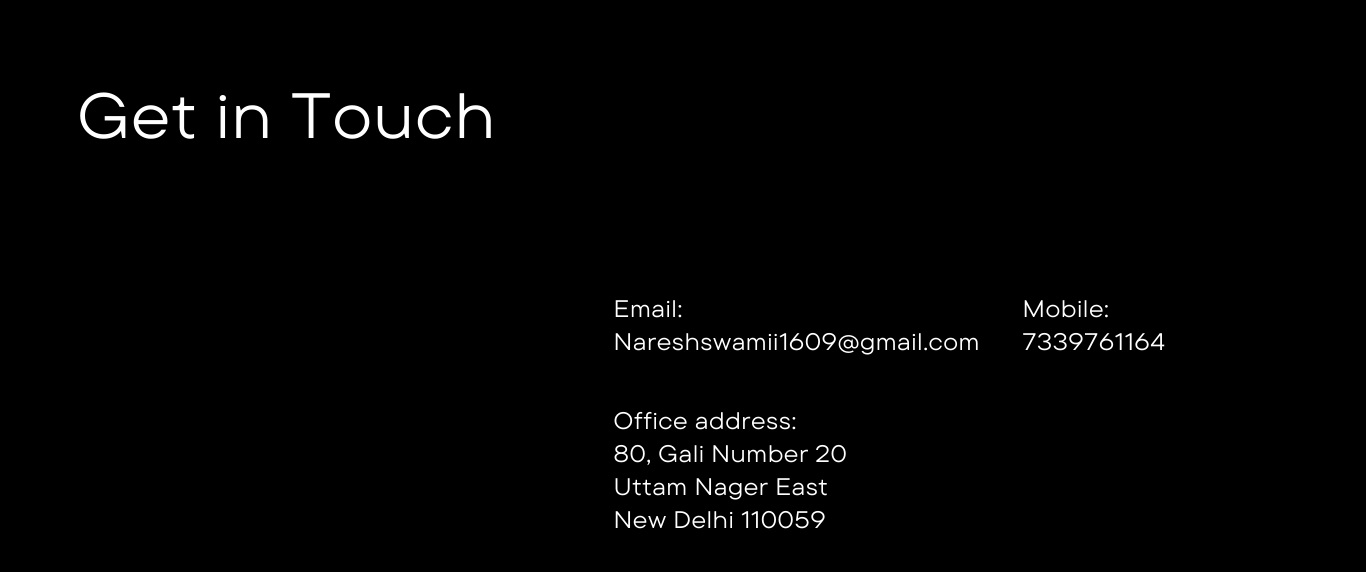 Get in Touch
Email:
Nareshswamii1609@gmail.com
Mobile:
7339761164
Office address:
80, Gali Number 20
Uttam Nager East
New Delhi 110059